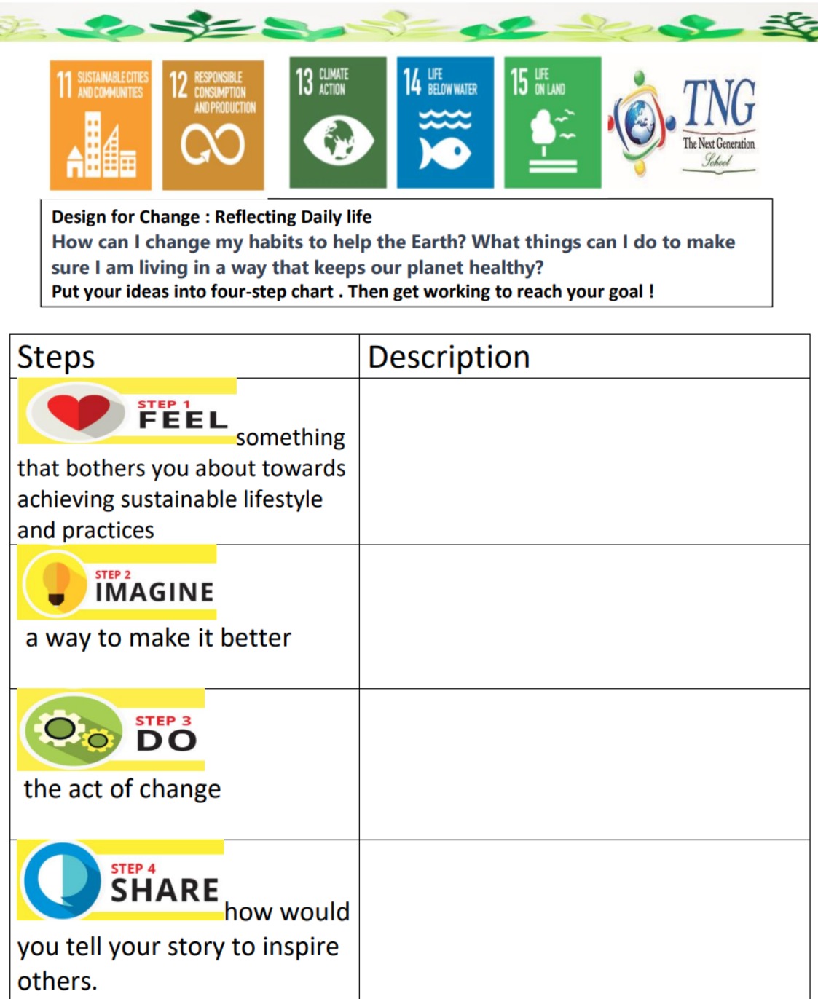 11 SUSTAINABLE CITIES
AND COMMUNITIES
12 RESPONSIBLE
CONSUMPTION
AND PRODUCTION
13 CLIMATE
ACTION
14 LIFE
BELOW WATER
15 LIFE
ON LAND
TNG
The Next Generation
School
Design for Change : Reflecting Daily life
How can I change my habits to help the Earth? What things can I do to make
sure I am living in a way that keeps our planet healthy?
Put your ideas into four-step chart . Then get working to reach your goal !
Steps
Description
STEP 1
FEEL
something
that bothers you about towards
achieving sustainable lifestyle
and practices
STEP 2
IMAGINE
a way to make it better
STEP 3
DO
the act of change
STEP 4
SHARE
how would
you tell your story to inspire
others.